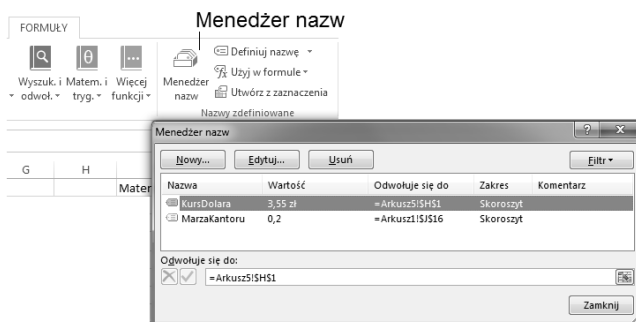 Menedżer nazw
FORMUŁY
Wyszuk. i odwoł.
Matem. i tryg.
Więcej funkcji
Menedżer nazw
Definiuj nazwę
Użyj w formule
Utwórz z zaznaczenia
Nazwy zdefiniowane
G H
Mater
Menedżer nazw
Nowy... Edytuj... Usuń Filtr
Nazwa Wartość Odwołuje się do Zakres Komentarz
KursDolara 3,55 zł =Arkusz5!$H$1 Skoroszyt
MarzaKantoru 0,2 =Arkusz1!$J$16 Skoroszyt
Odwołuje się do:
=Arkusz5!$H$1
Zamknij